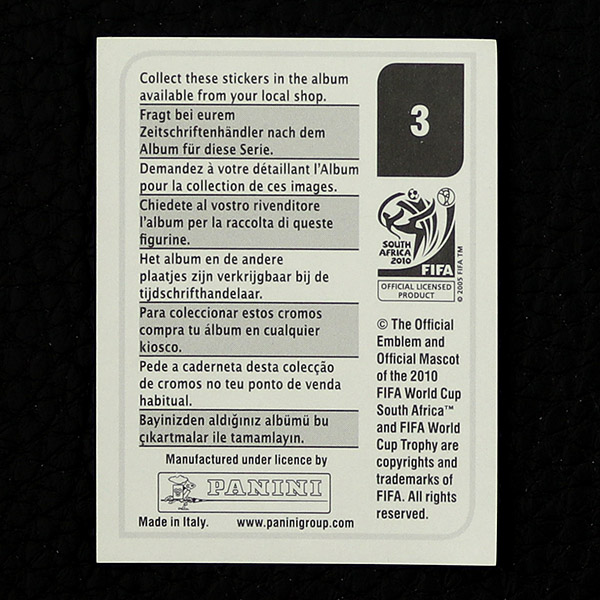 Collect these stickers in the album
available from your local shop.
Fragt bei eurem
Zeitschriftenhändler nach dem
Album für diese Serie.
Demandez à votre détaillant l'Album
pour la collection de ces images.
Chiedete al vostro rivenditore
l'album per la raccolta di queste
figurine.
Het album en de andere
plaatjes zijn verkrijgbaar bij de
tijdschrifthandelaar.
Para coleccionar estos cromos
compra tu álbum en cualquier
kiosco.
Pede a caderneta desta colecção
de cromos no teu ponto de venda
habitual.
Bayinizden aldığınız albümü bu
çıkartmalar ile tamamlayın.
Manufactured under licence by
PANINI
Made in Italy. www.paninigroup.com
3
SOUTH
AFRICA
2010
FIFA
OFFICIAL LICENSED
PRODUCT
© 2005 FIFA TM
© The Official
Emblem and
Official Mascot
of the 2010
FIFA World Cup
South Africa™
and FIFA World
Cup Trophy are
copyrights and
trademarks of
FIFA. All rights
reserved.